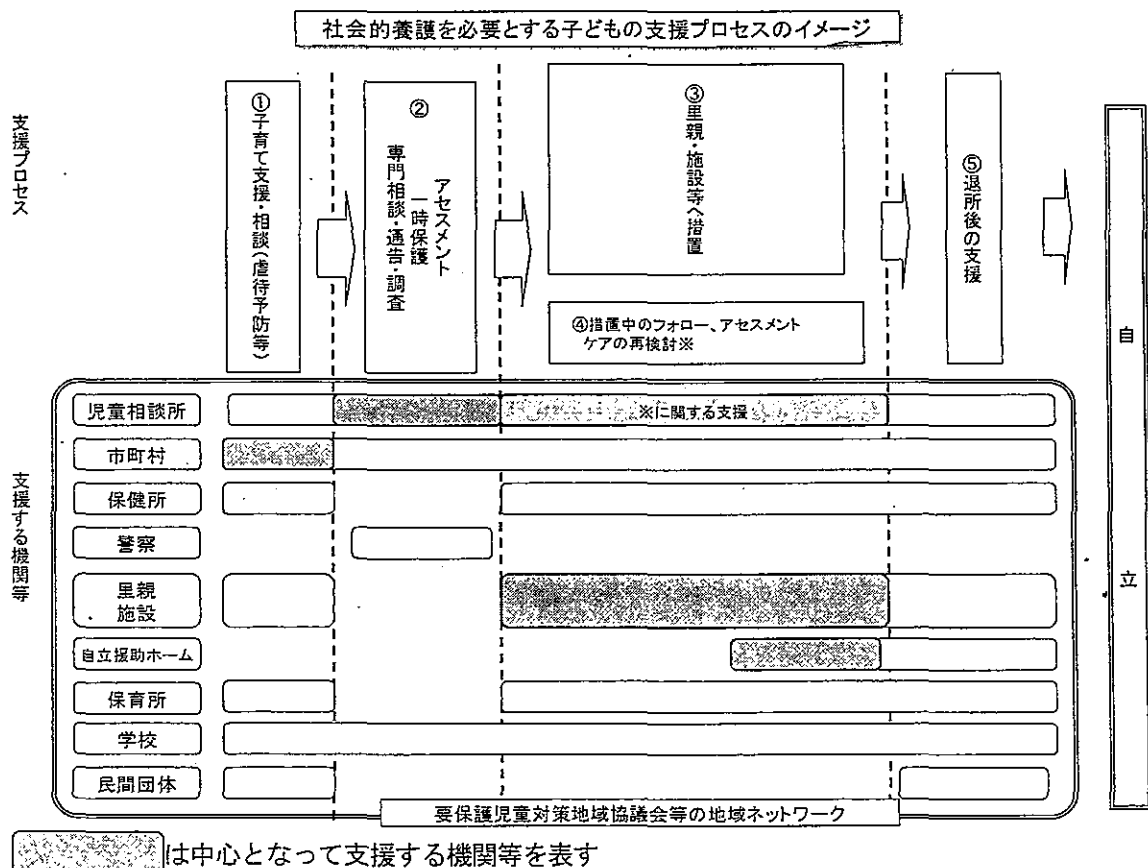 社会的養護を必要とする子どもの支援プロセスのイメージ
支援プロセス
①子育て支援・相談(虐待予防等)
②
専門相談・通告・調査
一時保護
アセスメント
③里親・施設等へ措置
④措置中のフォロー、アセスメント
ケアの再検討※
⑤退所後の支援
自立
支援する機関等
児童相談所
※に関する支援
市町村
保健所
警察
里親
施設
自立援助ホーム
保育所
学校
民間団体
要保護児童対策地域協議会等の地域ネットワーク
は中心となって支援する機関等を表す